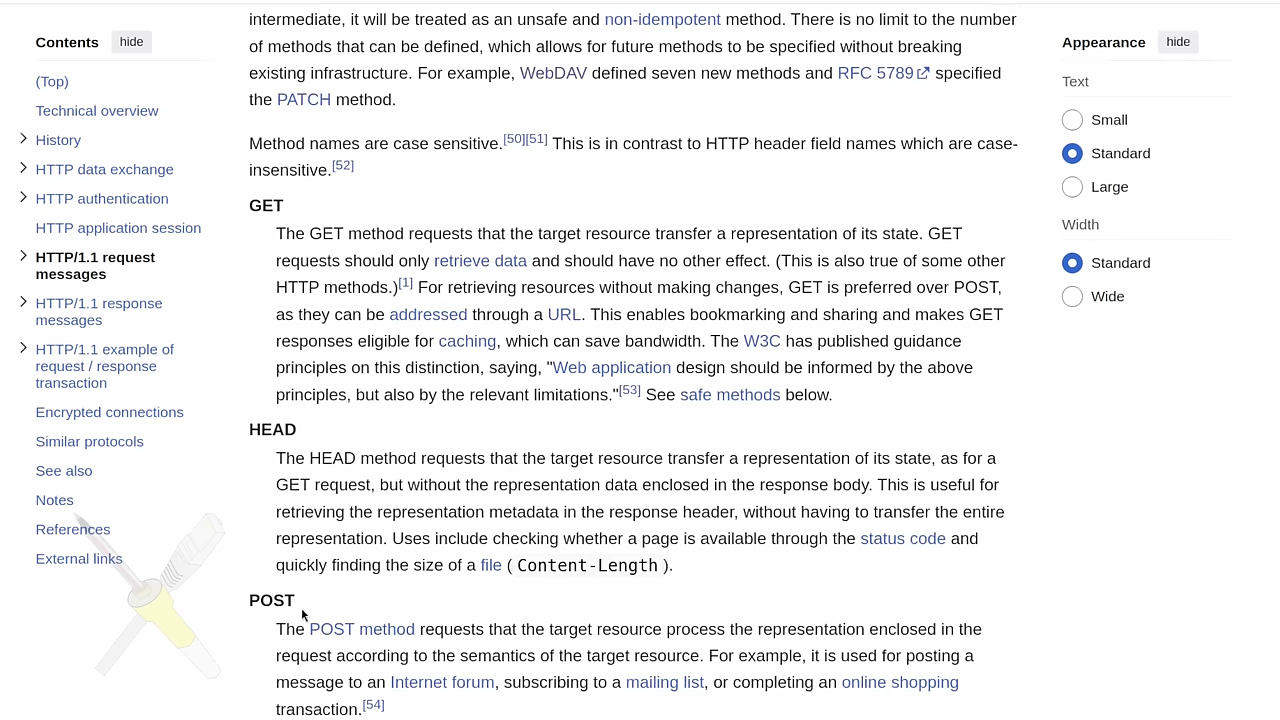 Contents hide
(Top)
Technical overview
History
HTTP data exchange
HTTP authentication
HTTP application session
HTTP/1.1 request
messages
HTTP/1.1 response
messages
HTTP/1.1 example of
request / response
transaction
Encrypted connections
Similar protocols
See also
Notes
References
External links
intermediate, it will be treated as an unsafe and non-idempotent method. There is no limit to the number
of methods that can be defined, which allows for future methods to be specified without breaking
existing infrastructure. For example, WebDAV defined seven new methods and RFC 5789 specified
the PATCH method.
Method names are case sensitive.[50][51] This is in contrast to HTTP header field names which are case-
insensitive.[52]
GET
The GET method requests that the target resource transfer a representation of its state. GET
requests should only retrieve data and should have no other effect. (This is also true of some other
HTTP methods.)[1] For retrieving resources without making changes, GET is preferred over POST,
as they can be addressed through a URL. This enables bookmarking and sharing and makes GET
responses eligible for caching, which can save bandwidth. The W3C has published guidance
principles on this distinction, saying, "Web application design should be informed by the above
principles, but also by the relevant limitations."[53] See safe methods below.
HEAD
The HEAD method requests that the target resource transfer a representation of its state, as for a
GET request, but without the representation data enclosed in the response body. This is useful for
retrieving the representation metadata in the response header, without having to transfer the entire
representation. Uses include checking whether a page is available through the status code and
quickly finding the size of a file ( Content-Length ).
POST
The POST method requests that the target resource process the representation enclosed in the
request according to the semantics of the target resource. For example, it is used for posting a
message to an Internet forum, subscribing to a mailing list, or completing an online shopping
transaction.[54]
Appearance hide
Text
Small
Standard
Large
Width
Standard
Wide